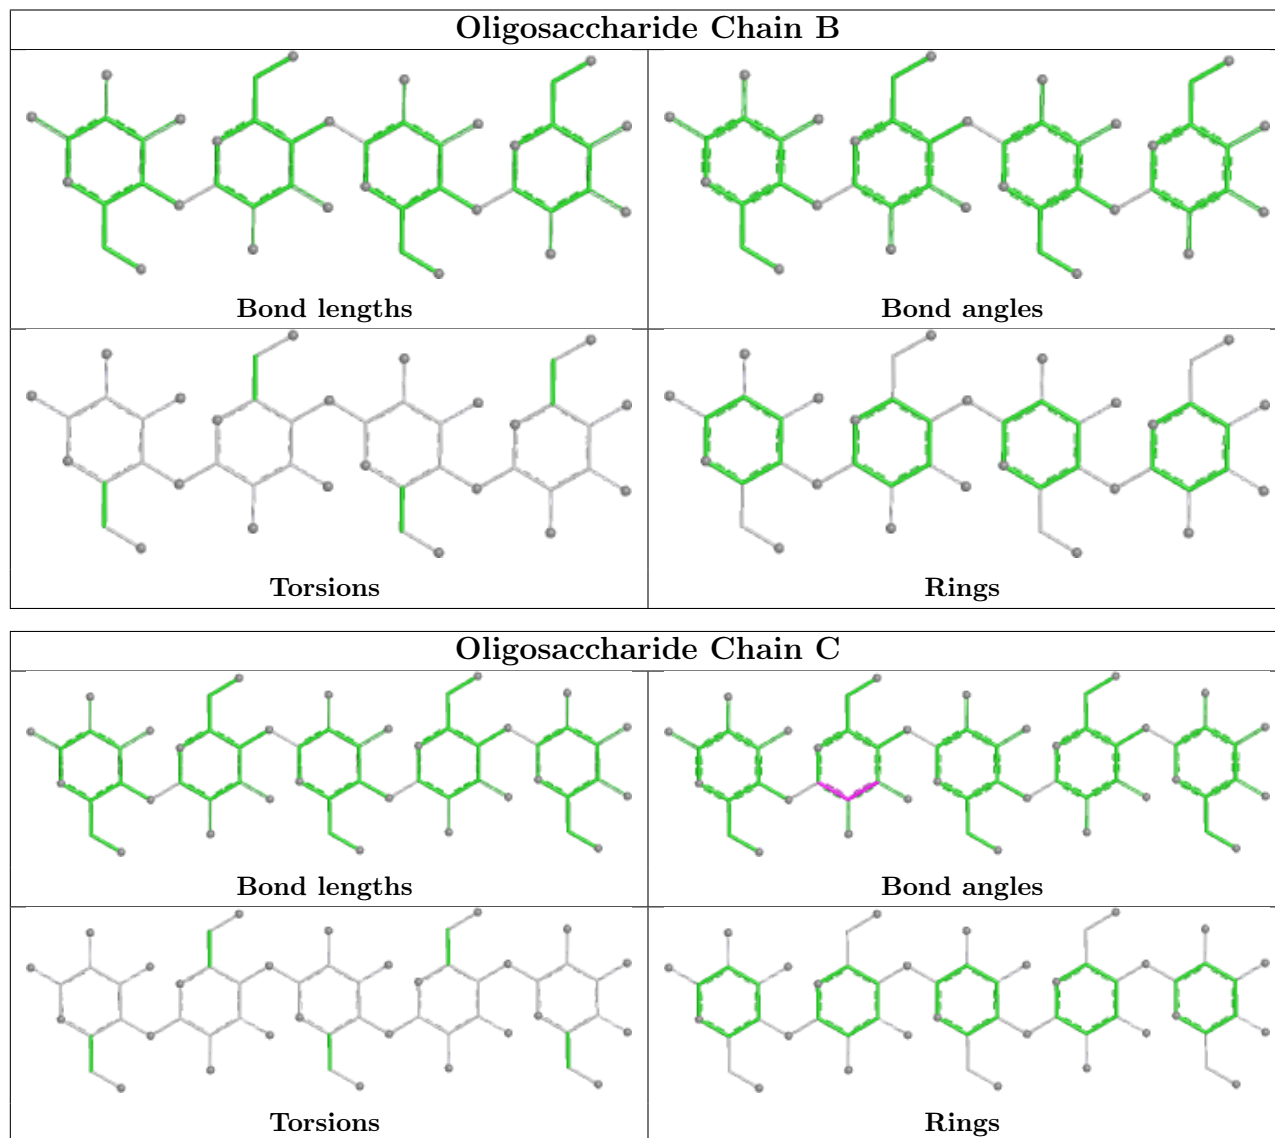 Oligosaccharide Chain B
Bond lengths
Bond angles
Torsions
Rings
Oligosaccharide Chain C
Bond lengths
Bond angles
Torsions
Rings